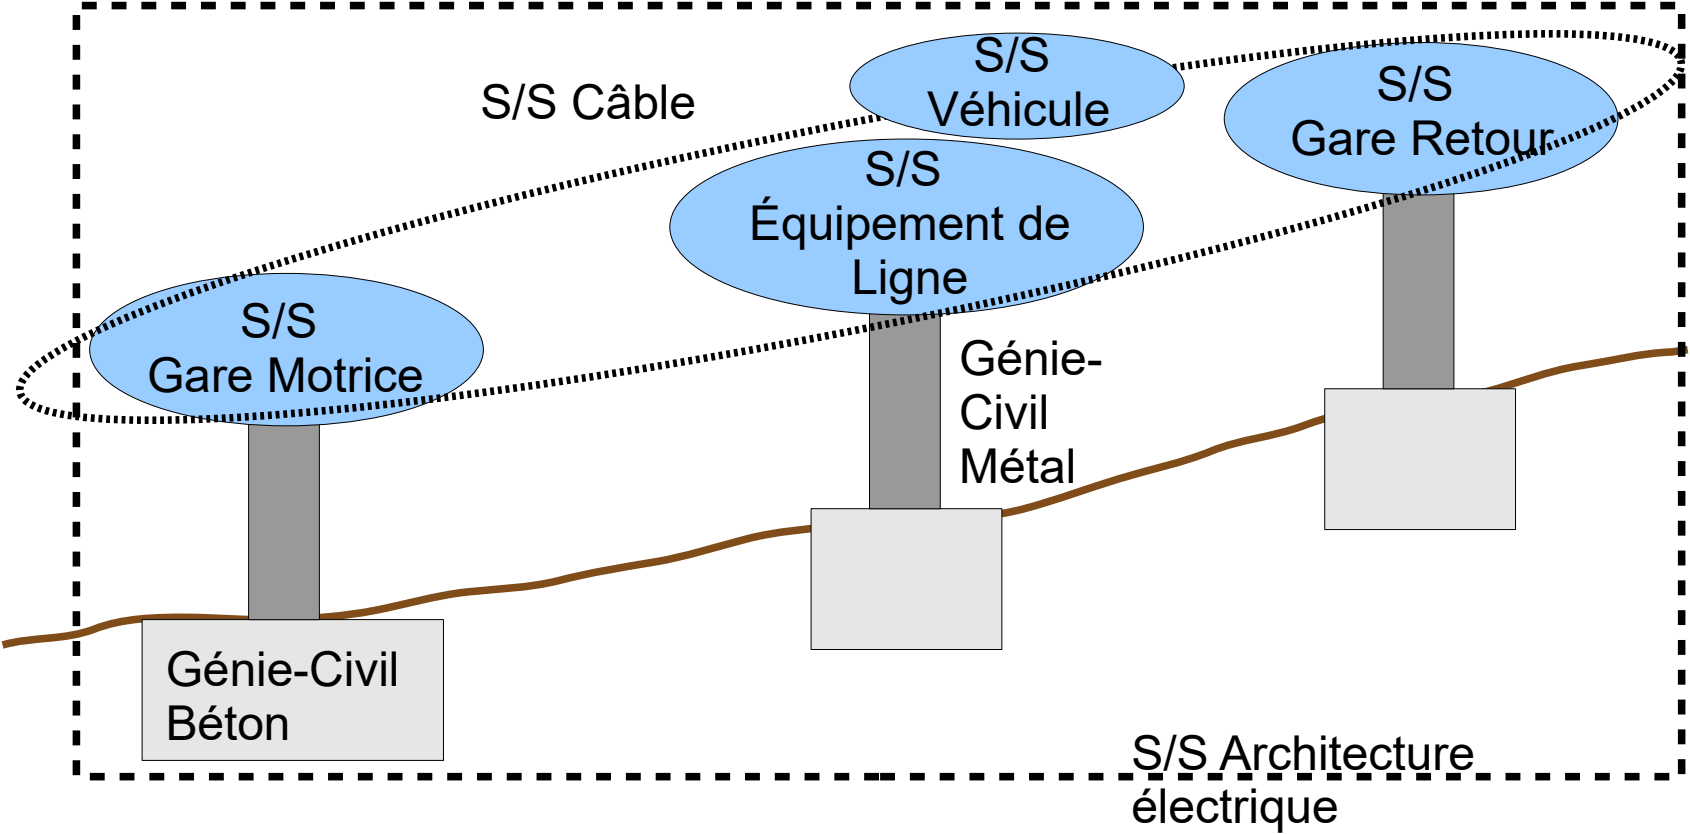 S/S
Véhicule
S/S
Gare Retour
S/S Câble
S/S
Équipement de
Ligne
S/S
Gare Motrice
Génie-
Civil
Métal
Génie-Civil
Béton
S/S Architecture
électrique